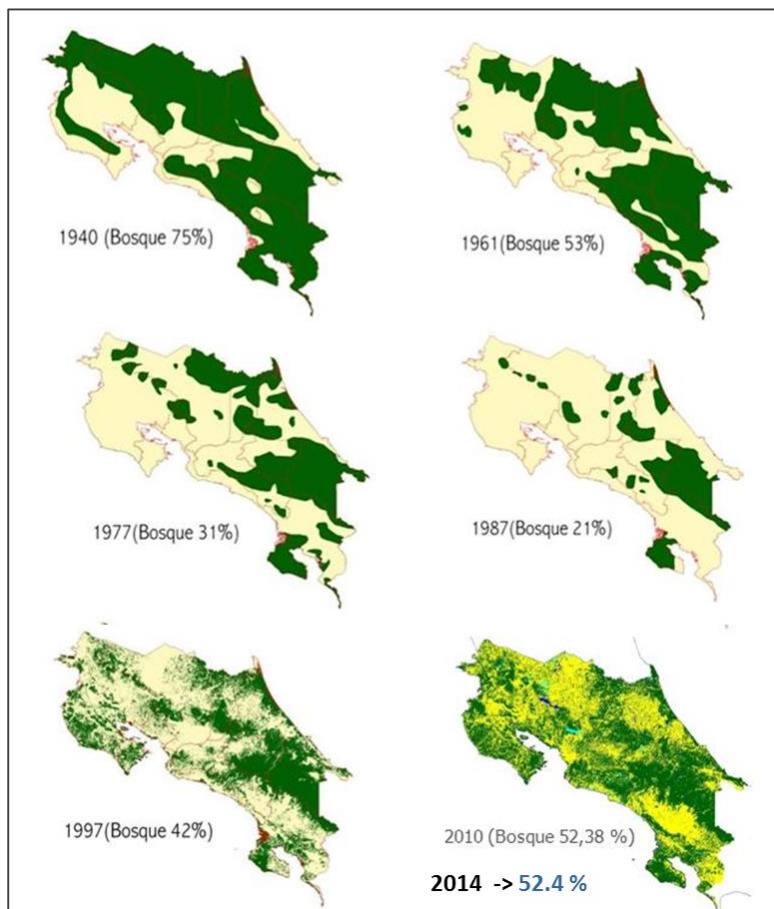 1940 (Bosque 75%)
1961(Bosque 53%)
1977(Bosque 31%)
1987(Bosque 21%)
1997(Bosque 42%)
2010 (Bosque 52,38 %)
2014 -> 52.4 %